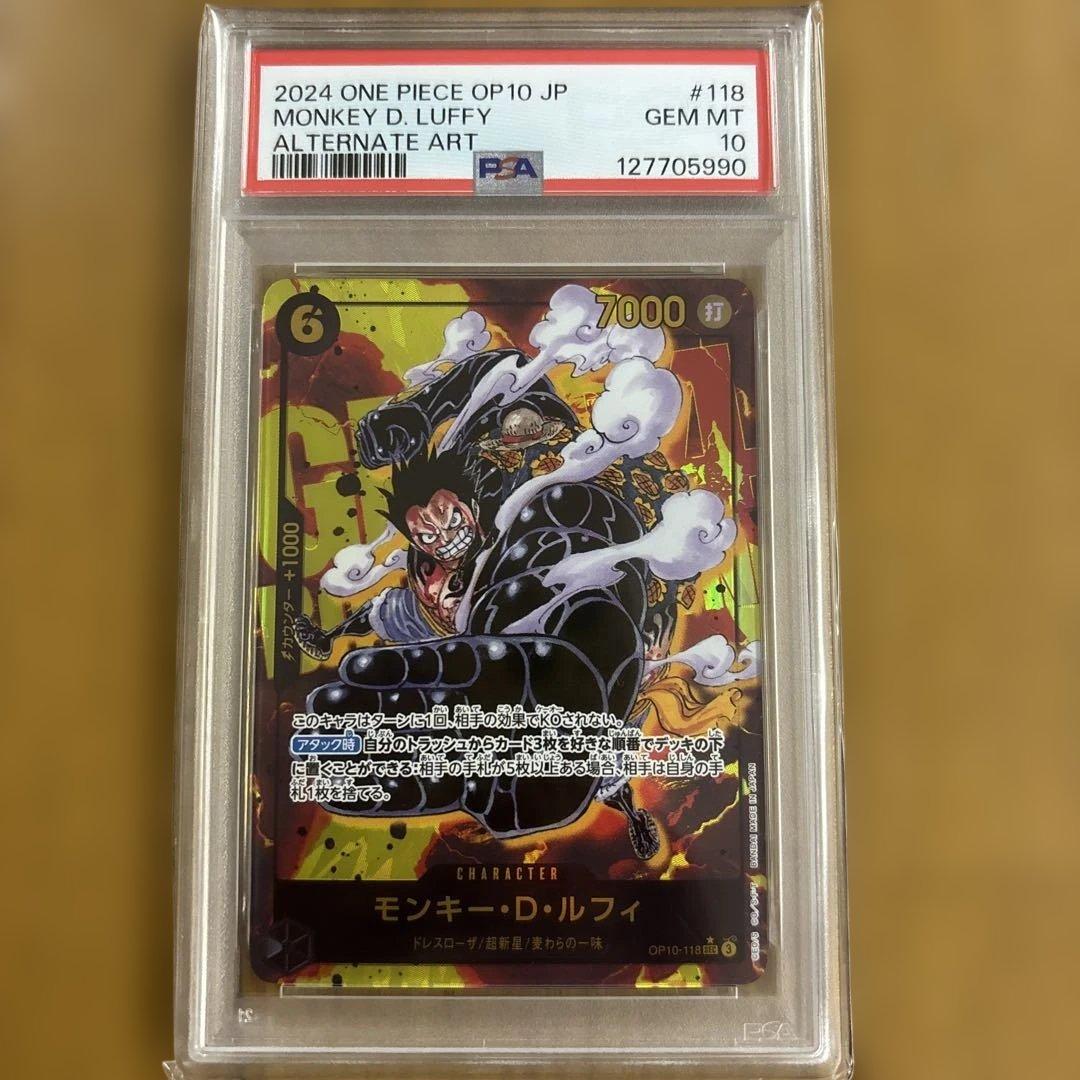 2024 ONE PIECE OP10 JP #118
MONKEY D. LUFFY GEM MT
ALTERNATE ART 10
PSA 127705990
6 7000 打
カウンター +1000
このキャラはターンに1回、相手の効果でKOされない。
アタック時 自分のトラッシュからカード3枚を好きな順番でデッキの下
に置くことができる:相手の手札が5枚以上ある場合、相手は自身の手
札1枚を捨てる。
CHARACTER
モンキー・D・ルフィ
ドレスローザ/超新星/麦わらの一味
OP10-118 SEC 3
BANDAI MADE IN JAPAN
PSA